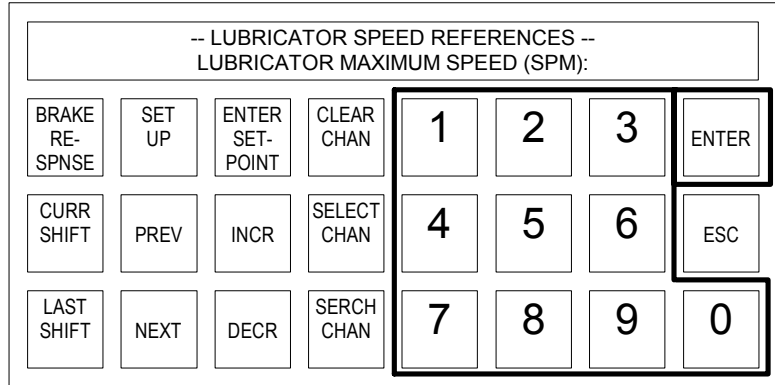 -- LUBRICATOR SPEED REFERENCES --
LUBRICATOR MAXIMUM SPEED (SPM):
BRAKE
RE-
SPNSE
SET
UP
ENTER
SET-
POINT
CLEAR
CHAN
1
2
3
ENTER
CURR
SHIFT
PREV
INCR
SELECT
CHAN
4
5
6
ESC
LAST
SHIFT
NEXT
DECR
SERCH
CHAN
7
8
9
0